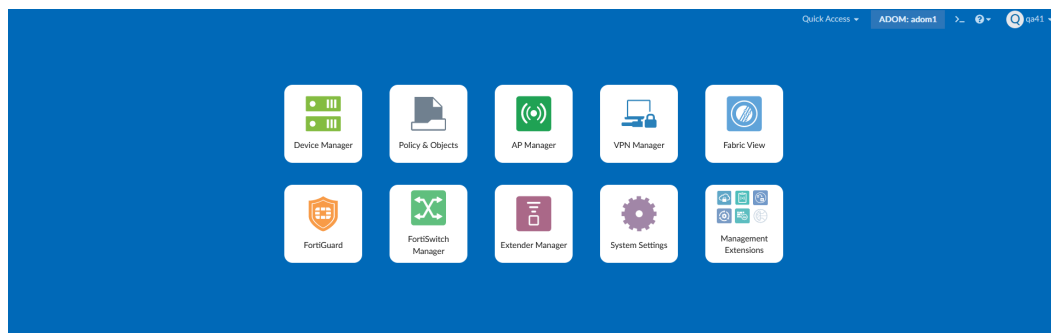 Quick Access
ADOM: adom1
>_
?
Q
qa41
Device Manager
Policy & Objects
AP Manager
VPN Manager
Fabric View
FortiGuard
FortiSwitch
Manager
Extender Manager
System Settings
Management
Extensions